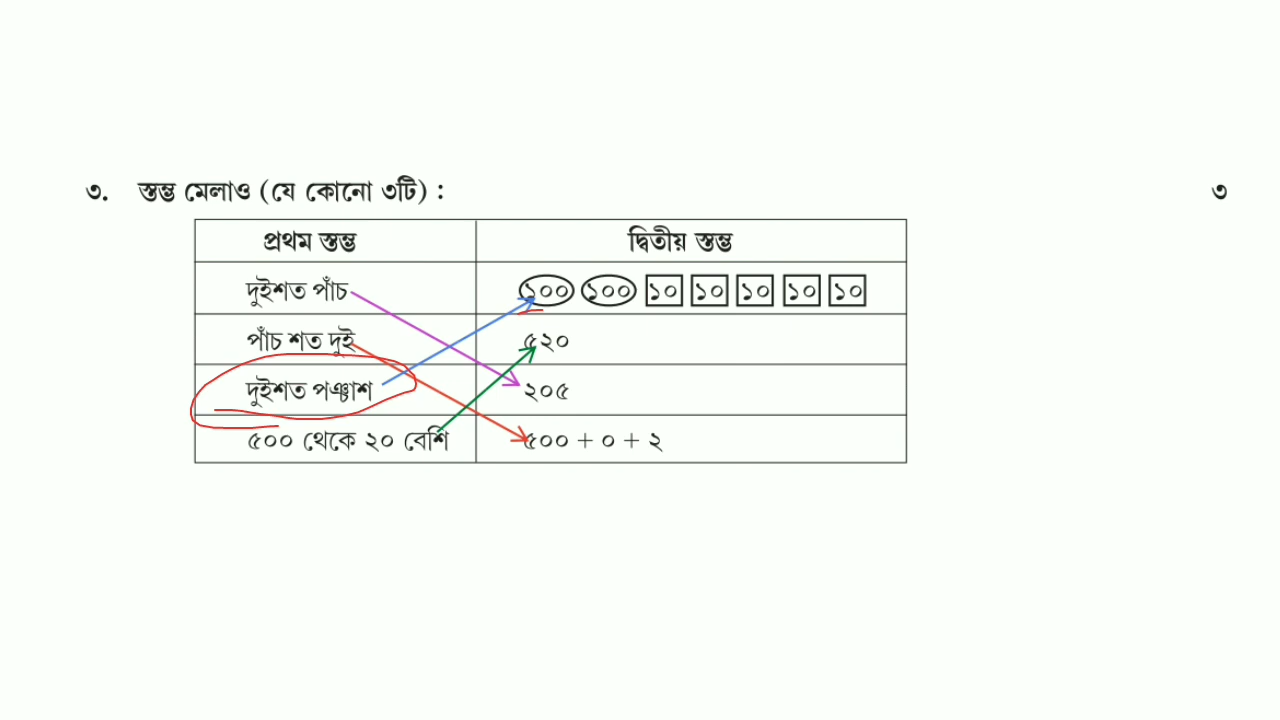 ৩. স্তম্ভ মেলাও (যে কোনো ৩টি) : ৩
প্রথম স্তম্ভ দ্বিতীয় স্তম্ভ
দুইশত পাঁচ ১০০ ১০০ ১০ ১০ ১০ ১০ ১০
পাঁচ শত দুই ৫২০
দুইশত পঞ্চাশ ২০৫
৫০০ থেকে ২০ বেশি ৫০০ + ০ + ২